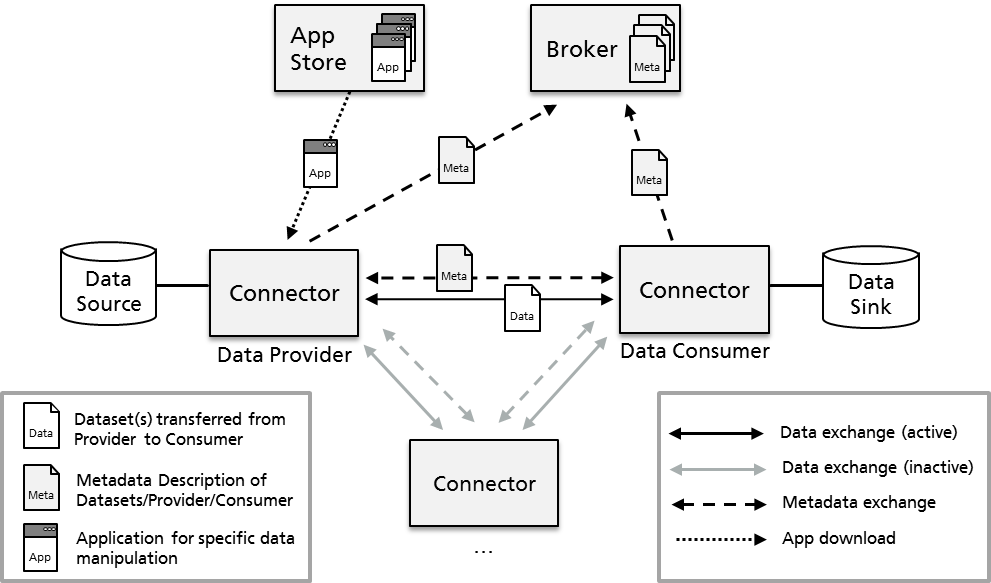 App
Store
App
Broker
Meta
App
Meta
Meta
Data
Source
Connector
Meta
Data
Connector
Data
Sink
Data Provider
Data Consumer
Data
Dataset(s) transferred from
Provider to Consumer
Meta
Metadata Description of
Datasets/Provider/Consumer
App
Application for specific data
manipulation
Connector
...
Data exchange (active)
Data exchange (inactive)
Metadata exchange
App download